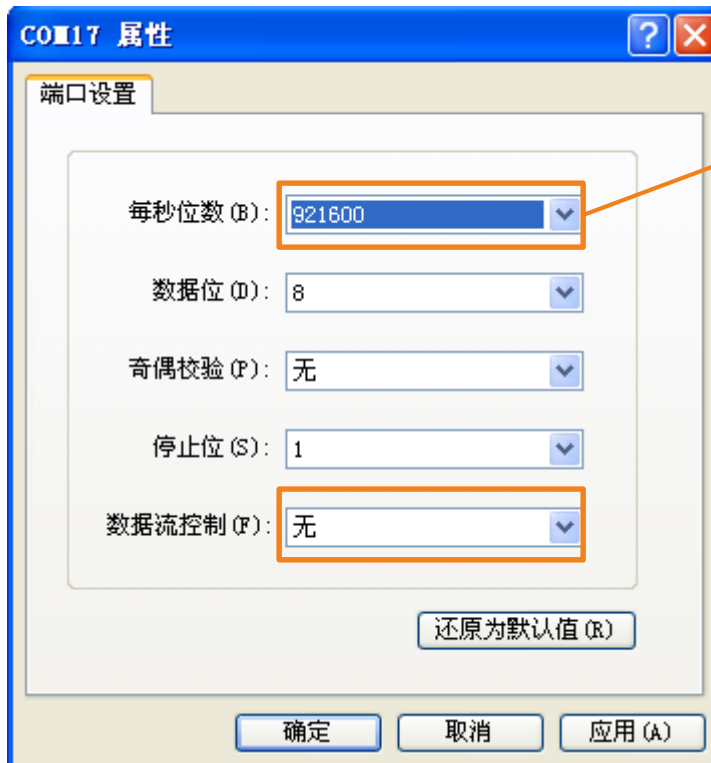 COM17 属性
端口设置
每秒位数(B): 921600
数据位(D): 8
奇偶校验(P): 无
停止位(S): 1
数据流控制(F): 无
还原为默认值(R)
确定 取消 应用(A)